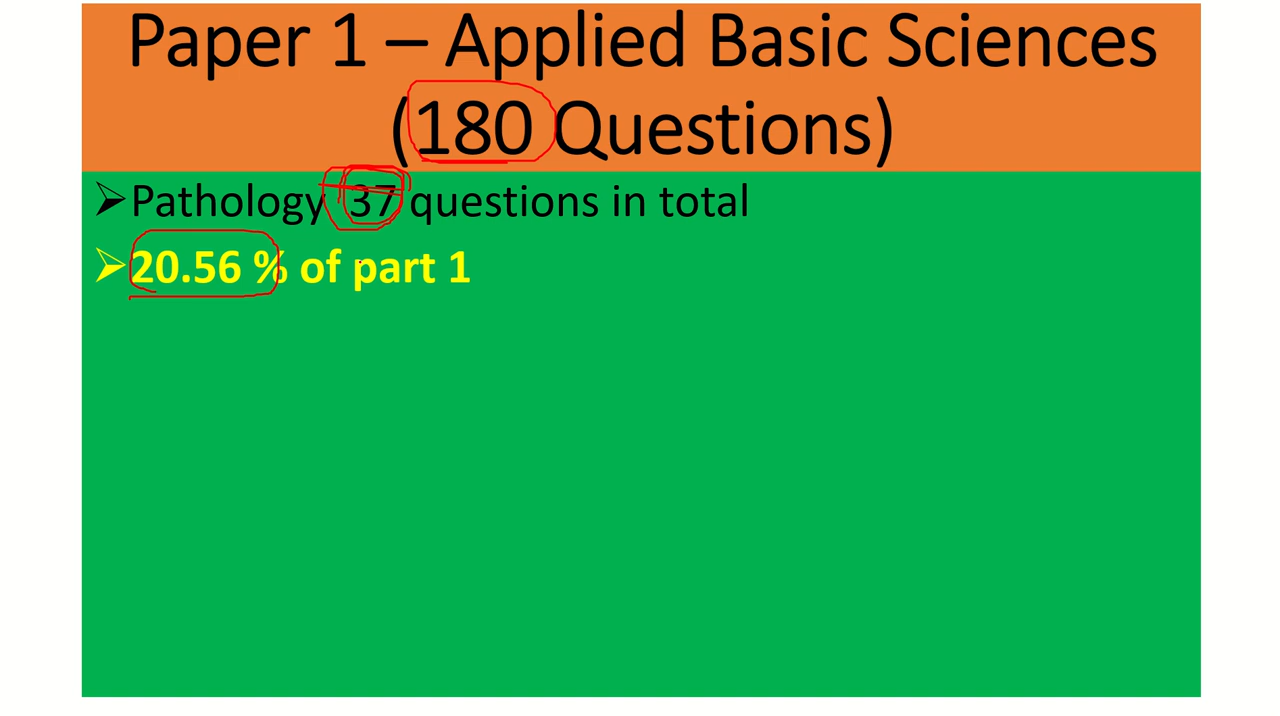 Paper 1 – Applied Basic Sciences
(180 Questions)
➢Pathology 37 questions in total
➢20.56 % of part 1